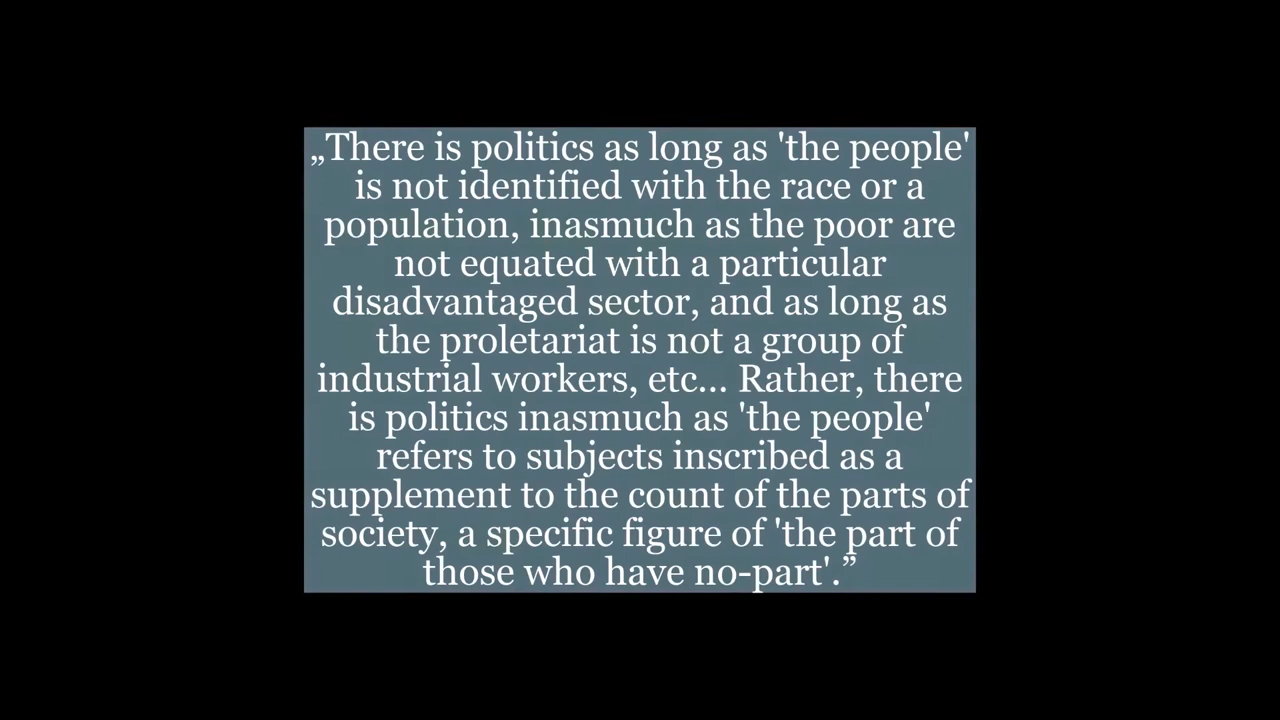 „There is politics as long as 'the people'
is not identified with the race or a
population, inasmuch as the poor are
not equated with a particular
disadvantaged sector, and as long as
the proletariat is not a group of
industrial workers, etc... Rather, there
is politics inasmuch as 'the people'
refers to subjects inscribed as a
supplement to the count of the parts of
society, a specific figure of 'the part of
those who have no-part'.”